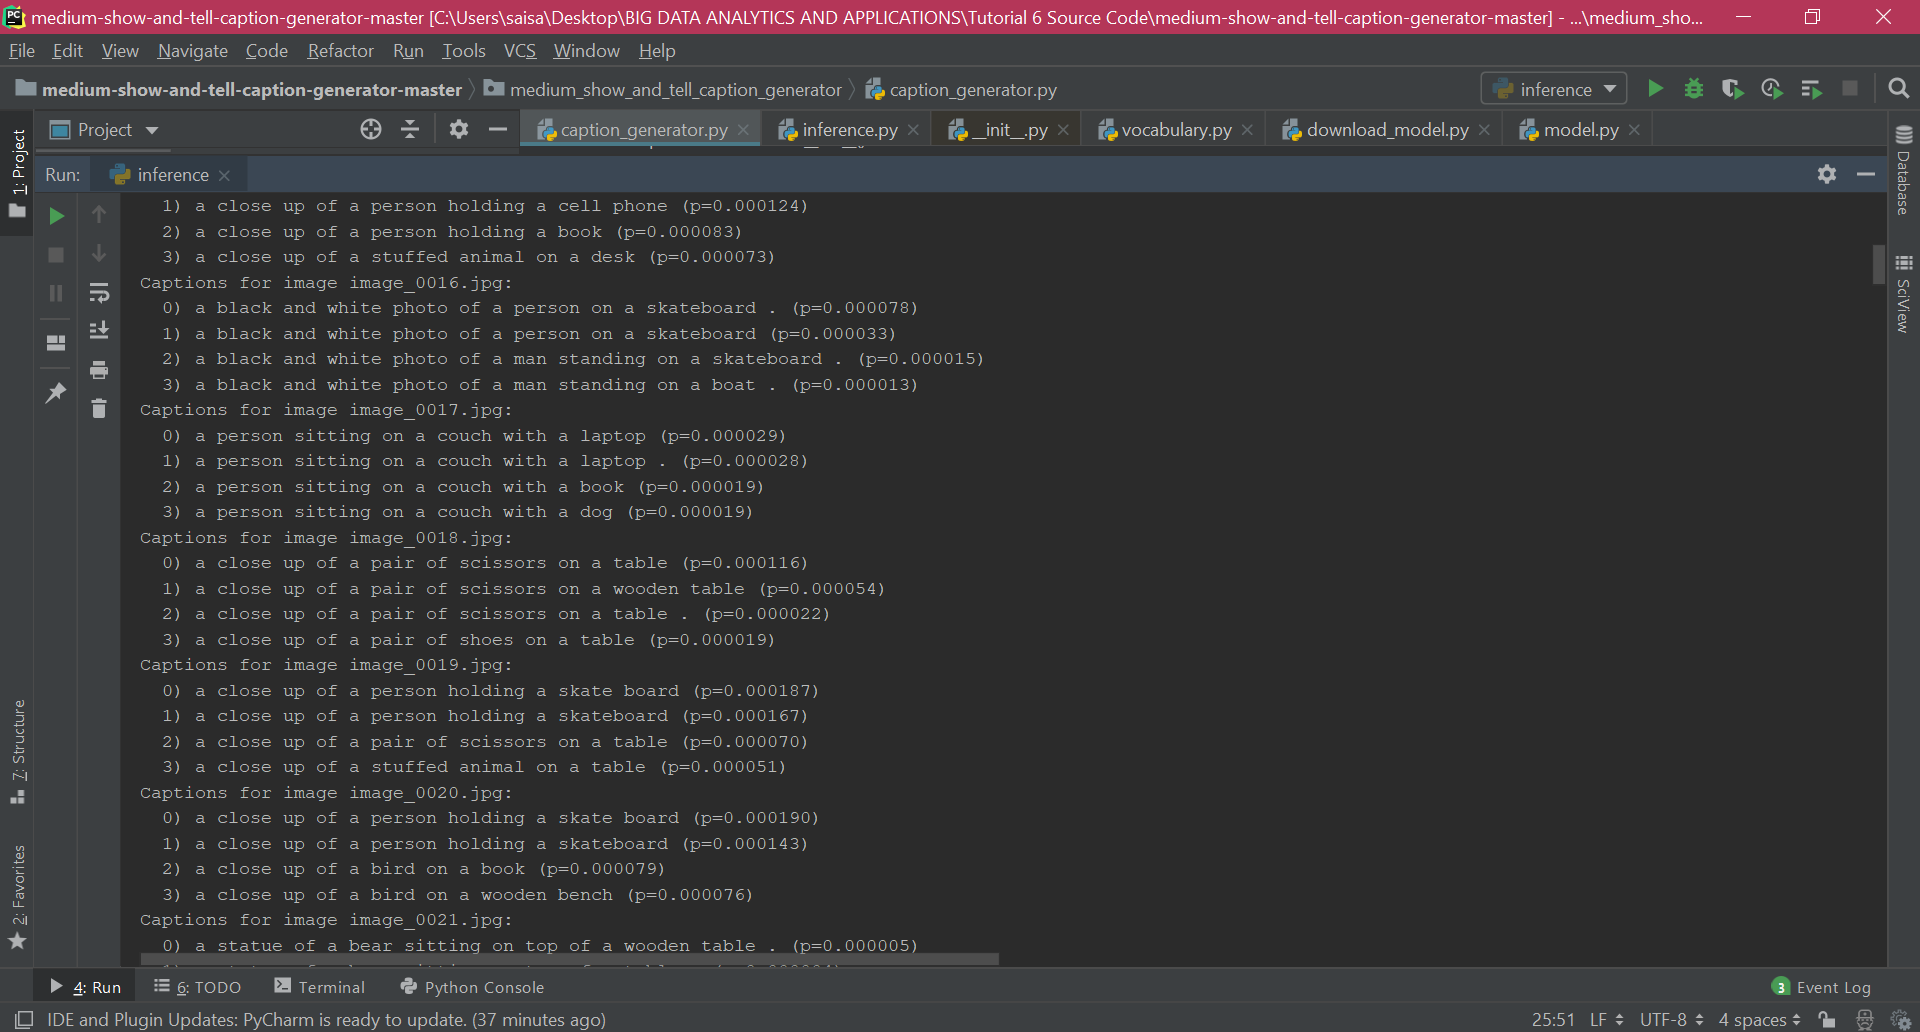 medium-show-and-tell-caption-generator-master [C:\Users\saisa\Desktop\BIG DATA ANALYTICS AND APPLICATIONS\Tutorial 6 Source Code\medium-show-and-tell-caption-generator-master] - ...\medium_sho...
File Edit View Navigate Code Refactor Run Tools VCS Window Help
medium-show-and-tell-caption-generator-master medium_show_and_tell_caption_generator caption_generator.py inference
Project caption_generator.py inference.py __init__.py vocabulary.py download_model.py model.py
1: Project
Database
Run: inference
SciView
1) a close up of a person holding a cell phone (p=0.000124)
2) a close up of a person holding a book (p=0.000083)
3) a close up of a stuffed animal on a desk (p=0.000073)
Captions for image image_0016.jpg:
0) a black and white photo of a person on a skateboard . (p=0.000078)
1) a black and white photo of a person on a skateboard (p=0.000033)
2) a black and white photo of a man standing on a skateboard . (p=0.000015)
3) a black and white photo of a man standing on a boat . (p=0.000013)
Captions for image image_0017.jpg:
0) a person sitting on a couch with a laptop (p=0.000029)
1) a person sitting on a couch with a laptop . (p=0.000028)
2) a person sitting on a couch with a book (p=0.000019)
3) a person sitting on a couch with a dog (p=0.000019)
Captions for image image_0018.jpg:
0) a close up of a pair of scissors on a table (p=0.000116)
1) a close up of a pair of scissors on a wooden table (p=0.000054)
2) a close up of a pair of scissors on a table . (p=0.000022)
3) a close up of a pair of shoes on a table (p=0.000019)
Captions for image image_0019.jpg:
0) a close up of a person holding a skate board (p=0.000187)
1) a close up of a person holding a skateboard (p=0.000167)
2) a close up of a pair of scissors on a table (p=0.000070)
3) a close up of a stuffed animal on a table (p=0.000051)
Captions for image image_0020.jpg:
0) a close up of a person holding a skate board (p=0.000190)
1) a close up of a person holding a skateboard (p=0.000143)
2) a close up of a bird on a book (p=0.000079)
3) a close up of a bird on a wooden bench (p=0.000076)
Captions for image image_0021.jpg:
0) a statue of a bear sitting on top of a wooden table . (p=0.000005)
7: Structure
2: Favorites
4: Run 6: TODO Terminal Python Console 3 Event Log
IDE and Plugin Updates: PyCharm is ready to update. (37 minutes ago) 25:51 LF UTF-8 4 spaces